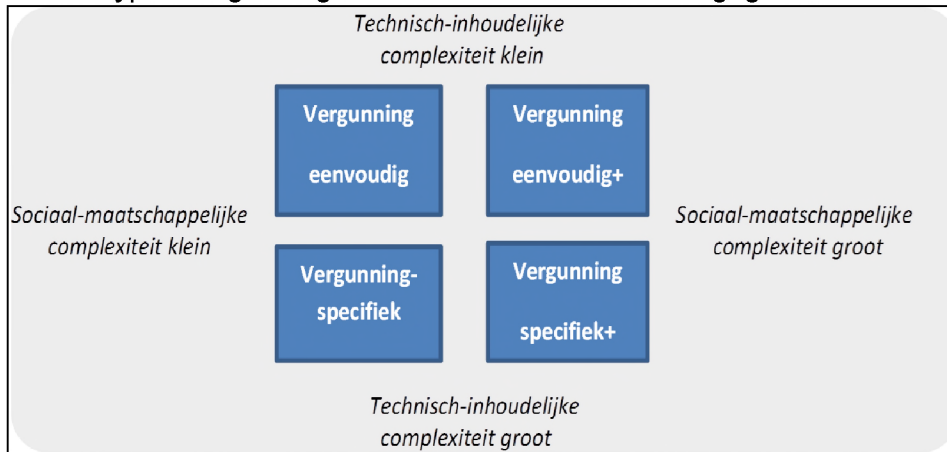 Technisch-inhoudelijke
complexiteit klein
Vergunning
eenvoudig
Vergunning
eenvoudig+
Sociaal-maatschappelijke
complexiteit klein
Sociaal-maatschappelijke
complexiteit groot
Vergunning-
specifiek
Vergunning
specifiek+
Technisch-inhoudelijke
complexiteit groot